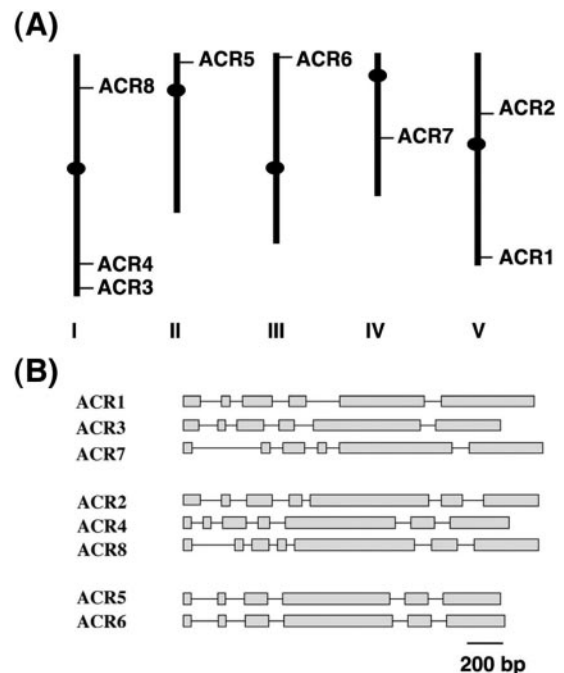 (A)
ACR8
ACR5
ACR6
ACR7
ACR2
ACR4
ACR3
ACR1
I II III IV V
(B)
ACR1
ACR3
ACR7
ACR2
ACR4
ACR8
ACR5
ACR6
200 bp